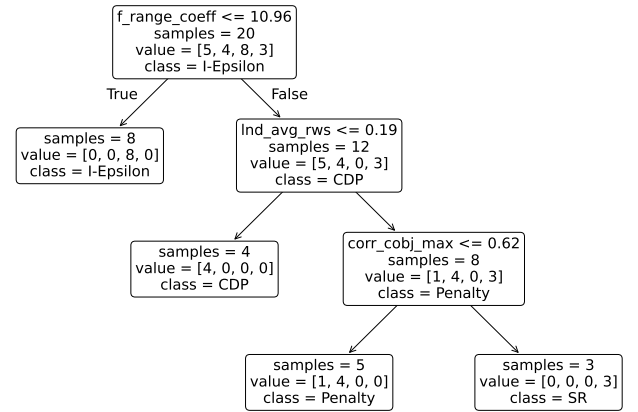 f_range_coeff <= 10.96
samples = 20
value = [5, 4, 8, 3]
class = I-Epsilon
True
False
samples = 8
value = [0, 0, 8, 0]
class = I-Epsilon
lnd_avg_rws <= 0.19
samples = 12
value = [5, 4, 0, 3]
class = CDP
samples = 4
value = [4, 0, 0, 0]
class = CDP
corr_cobj_max <= 0.62
samples = 8
value = [1, 4, 0, 3]
class = Penalty
samples = 5
value = [1, 4, 0, 0]
class = Penalty
samples = 3
value = [0, 0, 0, 3]
class = SR